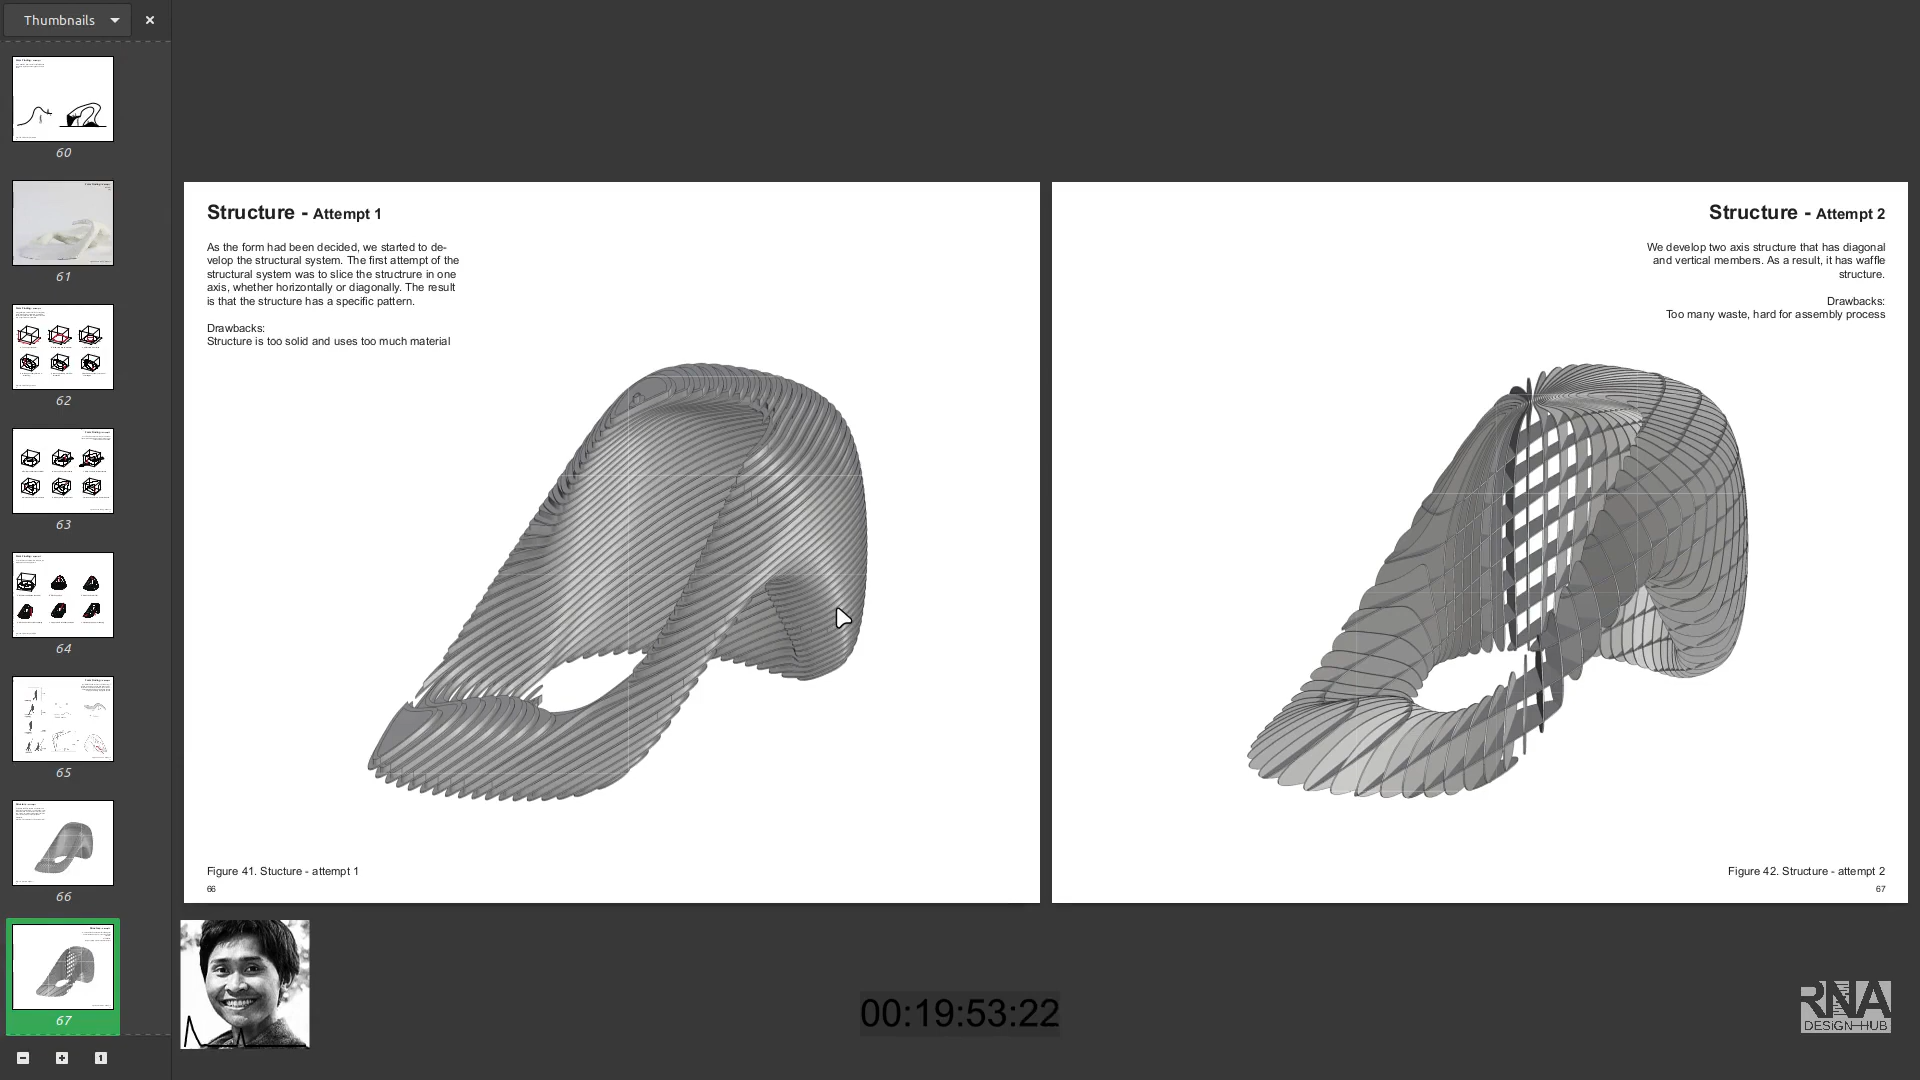 Thumbnails
60
61
62
63
64
65
66
67
Structure - Attempt 1
As the form had been decided, we started to de-
velop the structural system. The first attempt of the
structural system was to slice the structrure in one
axis, whether horizontally or diagonally. The result
is that the structure has a specific pattern.
Drawbacks:
Structure is too solid and uses too much material
Figure 41. Stucture - attempt 1
66
Structure - Attempt 2
We develop two axis structure that has diagonal
and vertical members. As a result, it has waffle
structure.
Drawbacks:
Too many waste, hard for assembly process
Figure 42. Structure - attempt 2
67
00:19:53:22
RNA
DESiGN-HUB